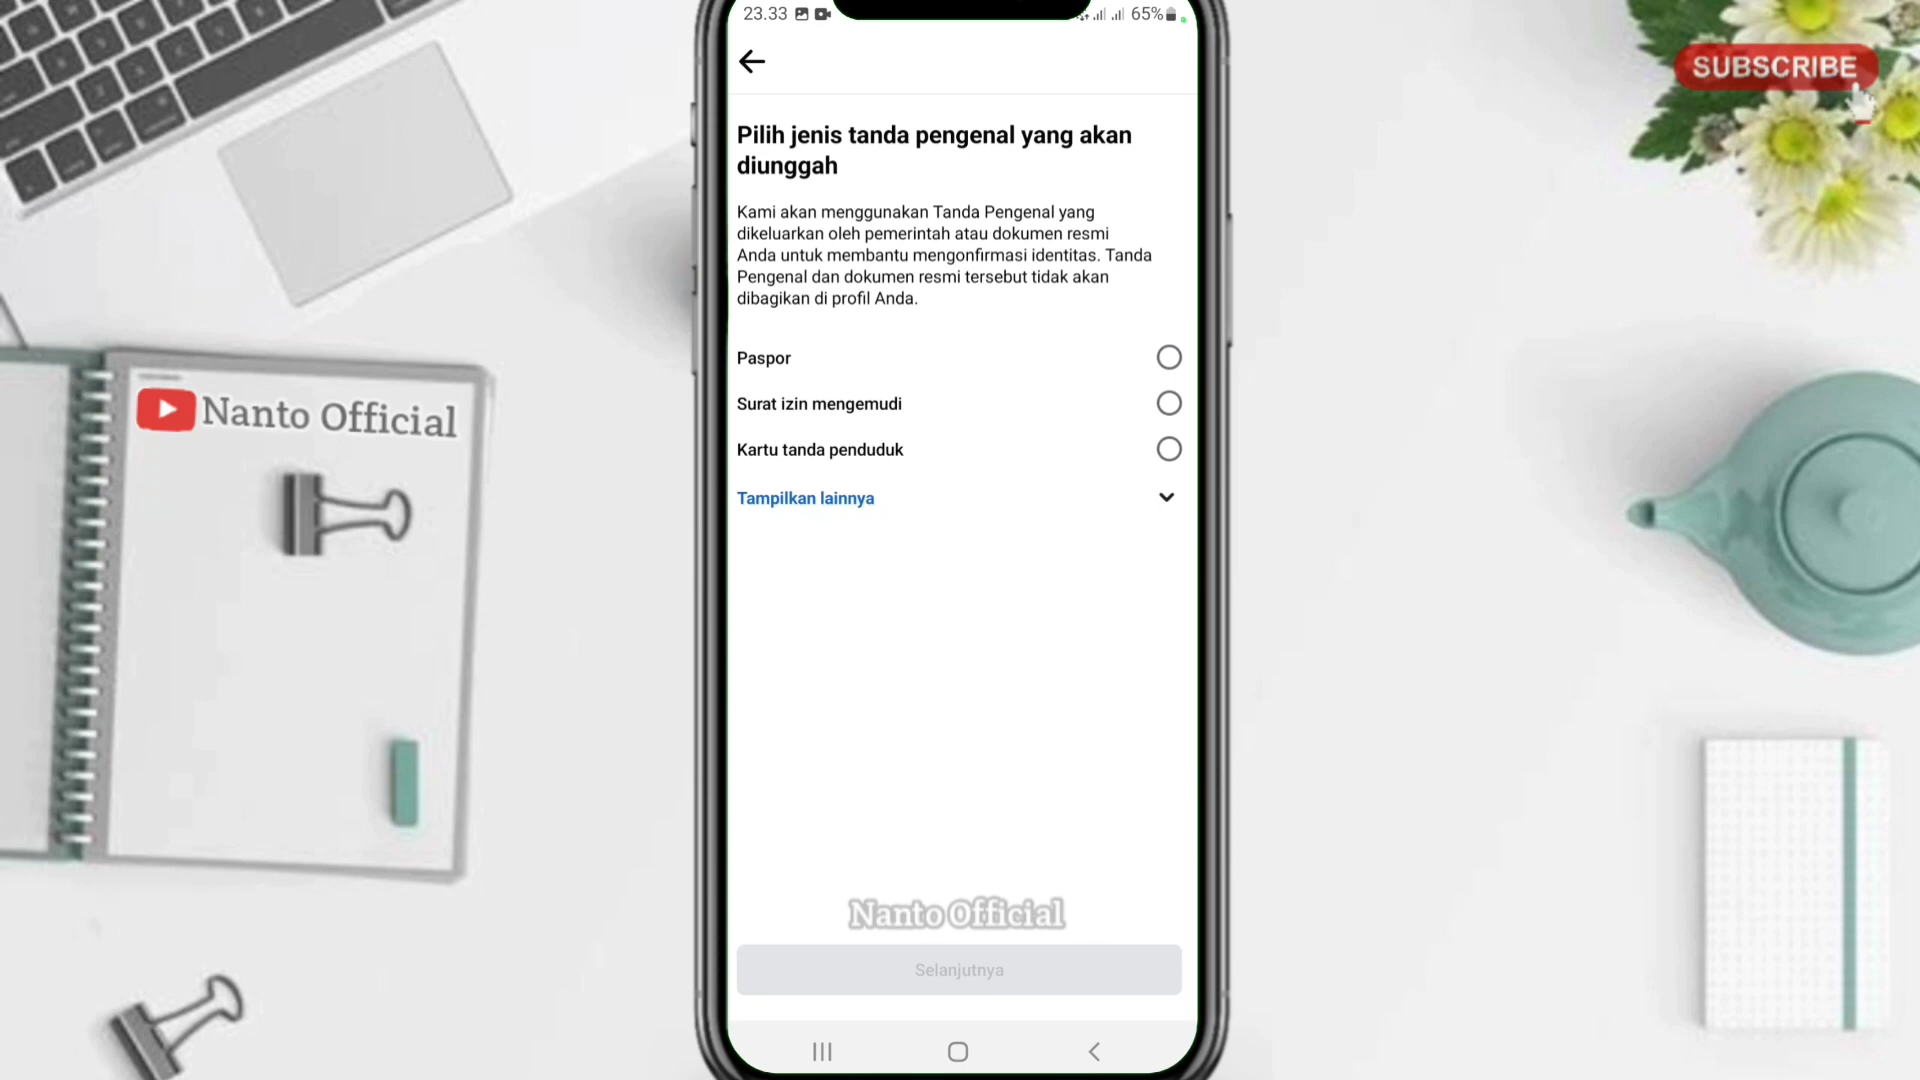 23.33
65%
SUBSCRIBE
Pilih jenis tanda pengenal yang akan
diunggah
Kami akan menggunakan Tanda Pengenal yang
dikeluarkan oleh pemerintah atau dokumen resmi
Anda untuk membantu mengonfirmasi identitas. Tanda
Pengenal dan dokumen resmi tersebut tidak akan
dibagikan di profil Anda.
Paspor
Surat izin mengemudi
Kartu tanda penduduk
Tampilkan lainnya
Nanto Official
Nanto Official
Selanjutnya